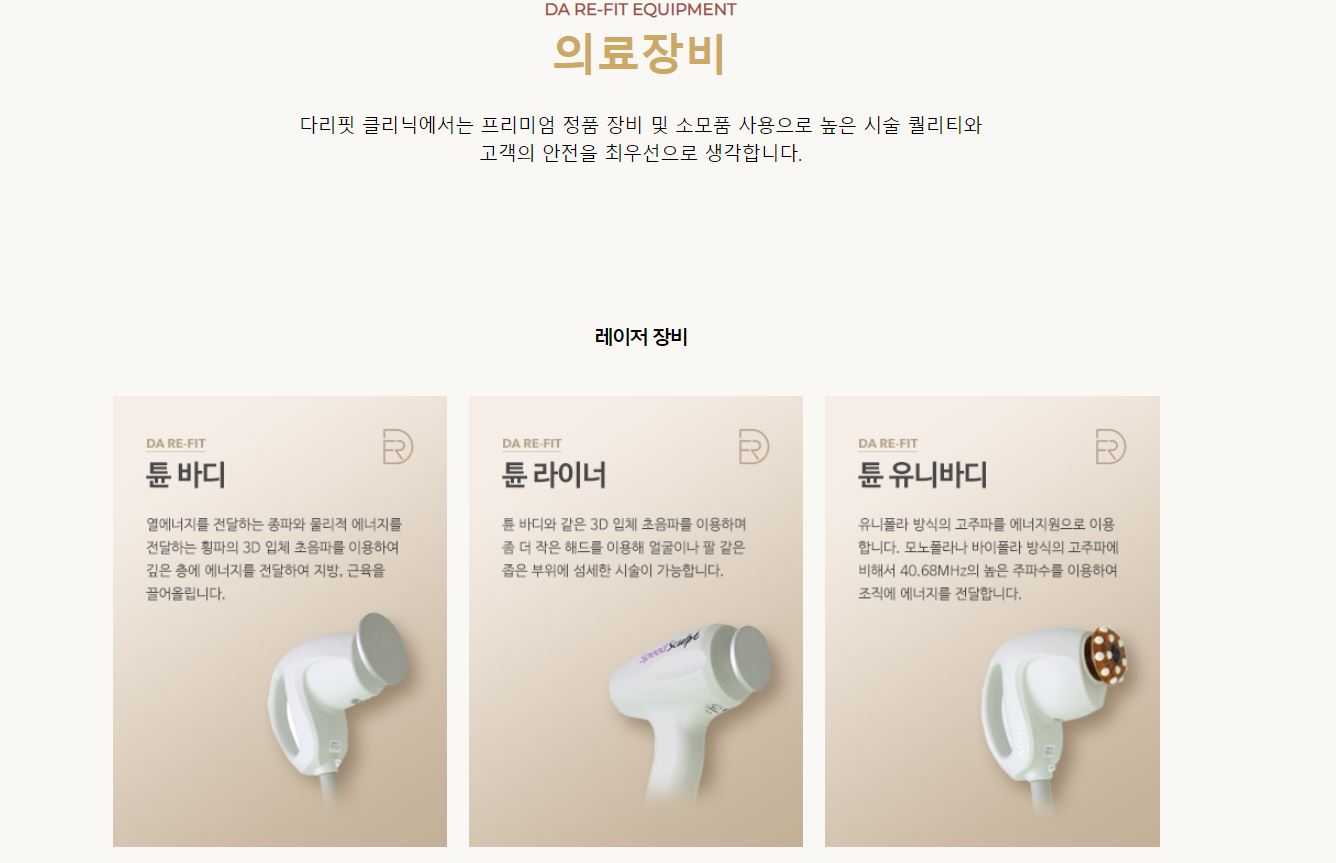 DA RE-FIT EQUIPMENT
의료장비
다리핏 클리닉에서는 프리미엄 정품 장비 및 소모품 사용으로 높은 시술 퀄리티와
고객의 안전을 최우선으로 생각합니다.
레이저 장비
DA RE-FIT
튠 바디
열에너지를 전달하는 종파와 물리적 에너지를
전달하는 횡파의 3D 입체 초음파를 이용하여
깊은 층에 에너지를 전달하여 지방, 근육을
끌어올립니다.
DA RE-FIT
튠 라이너
튠 바디와 같은 3D 입체 초음파를 이용하며
좀 더 작은 해드를 이용해 얼굴이나 팔 같은
좁은 부위에 섬세한 시술이 가능합니다.
Speed Sculpt
DA RE-FIT
튠 유니바디
유니폴라 방식의 고주파를 에너지원으로 이용
합니다. 모노폴라나 바이폴라 방식의 고주파에
비해서 40.68MHz의 높은 주파수를 이용하여
조직에 에너지를 전달합니다.